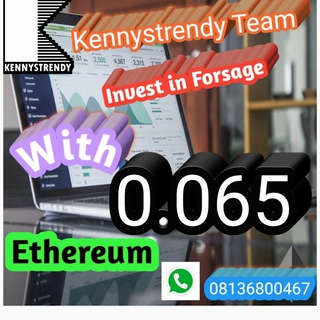 KENNYSTRENDY
Kennystrendy Team
Invest in Forsage
With
0.065
Ethereum
08136800467